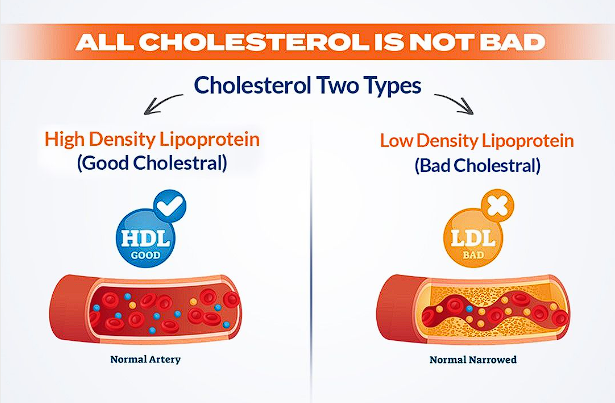 ALL CHOLESTEROL IS NOT BAD
Cholesterol Two Types
High Density Lipoprotein
(Good Cholestral)
HDL
GOOD
Normal Artery
Low Density Lipoprotein
(Bad Cholestral)
LDL
BAD
Normal Narrowed